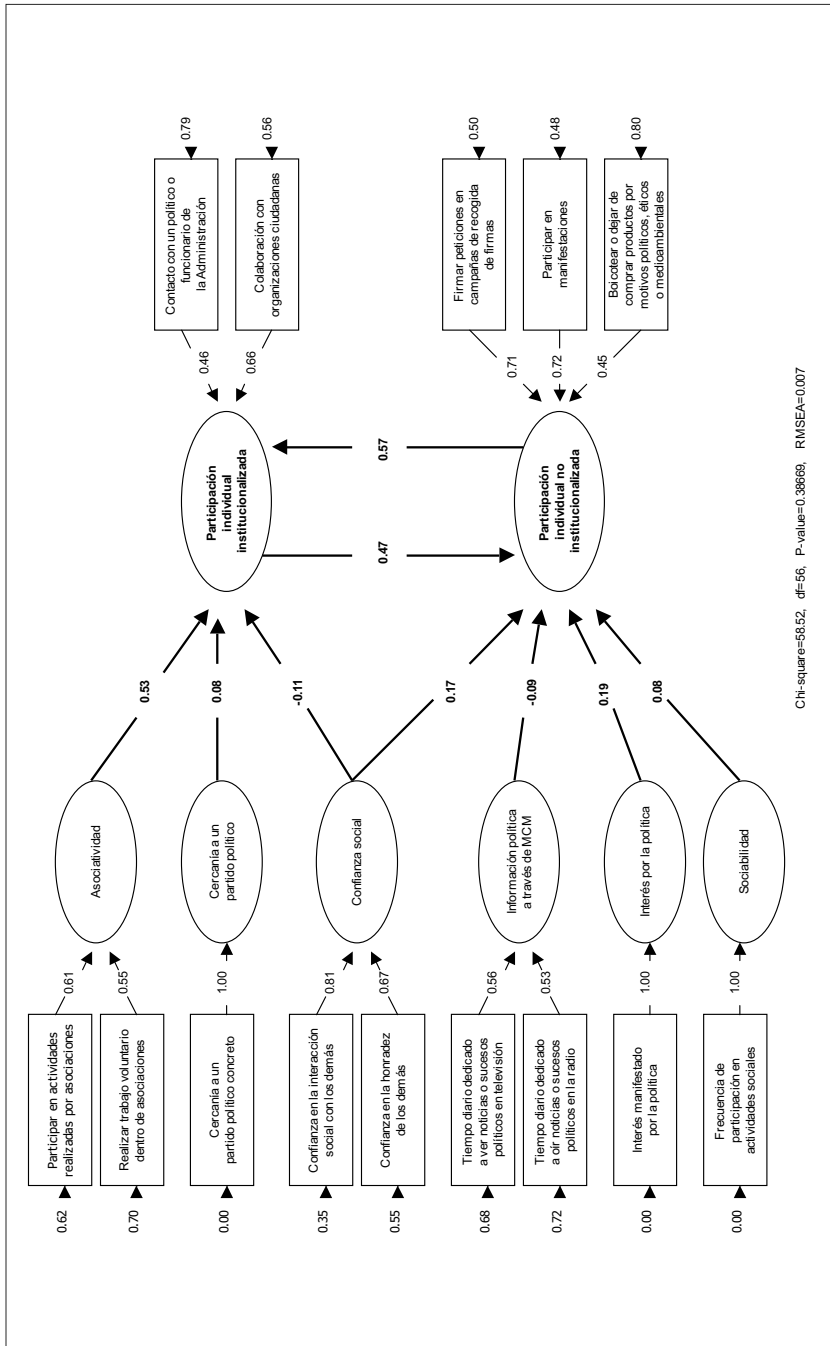 0.62
Participar en actividades
realizadas por asociaciones
0.61
0.70
Realizar trabajo voluntario
dentro de asociaciones
0.55
Asociatividad
0.53
0.00
Cercanía a un
partido político concreto
1.00
Cercanía a un
partido político
0.08
0.35
Confianza en la interacción
social con los demás
0.81
0.55
Confianza en la honradez
de los demás
0.67
Confianza social
-0.11
0.17
0.68
Tiempo diario dedicado
a ver noticias o sucesos
políticos en televisión
0.56
0.72
Tiempo diario dedicado
a oír noticias o sucesos
políticos en la radio
0.53
Información política
a través de MCM
-0.09
0.00
Interés manifestado
por la política
1.00
Interés por la política
0.19
0.00
Frecuencia de
participación en
actividades sociales
1.00
Sociabilidad
0.08
Participación
individual
institucionalizada
0.47
0.57
Participación
individual no
institucionalizada
0.46
Contacto con un político o
funcionario de
la Administración
0.79
0.66
Colaboración con
organizaciones ciudadanas
0.56
0.71
Firmar peticiones en
campañas de recogida
de firmas
0.50
0.72
Participar en
manifestaciones
0.48
0.45
Boicotear o dejar de
comprar productos por
motivos políticos, éticos
o medioambientales
0.80
Chi-square=58.52, df=56, P-value=0.38669, RMSEA=0.007